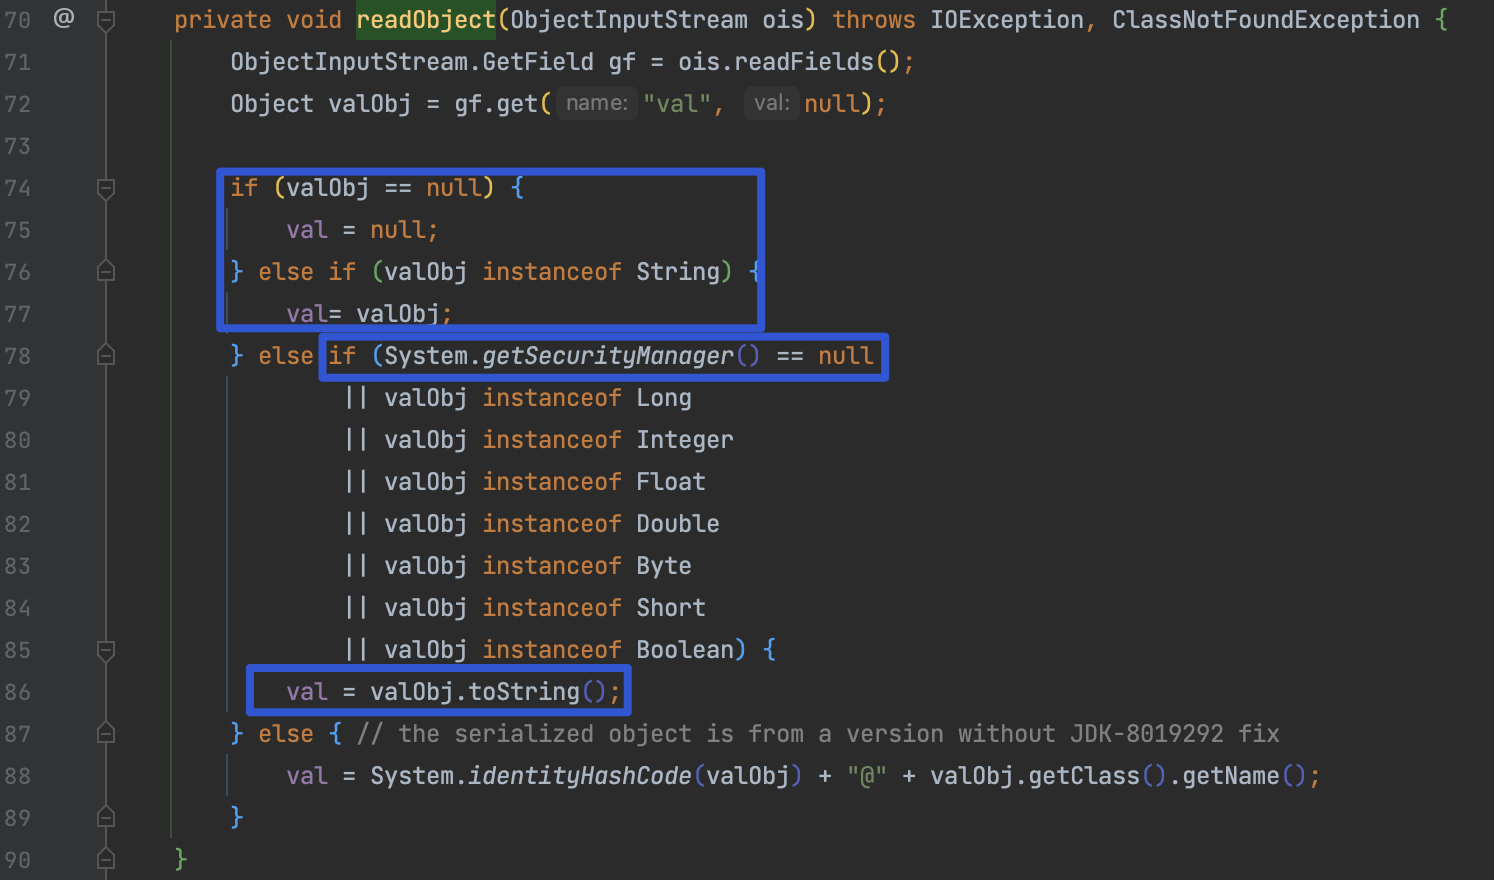 70 @ private void readObject(ObjectInputStream ois) throws IOException, ClassNotFoundException {
71 ObjectInputStream.GetField gf = ois.readFields();
72 Object valObj = gf.get( name: "val", val: null);
73
74 if (valObj == null) {
75 val = null;
76 } else if (valObj instanceof String) {
77 val= valObj;
78 } else if (System.getSecurityManager() == null
79 || valObj instanceof Long
80 || valObj instanceof Integer
81 || valObj instanceof Float
82 || valObj instanceof Double
83 || valObj instanceof Byte
84 || valObj instanceof Short
85 || valObj instanceof Boolean) {
86 val = valObj.toString();
87 } else { // the serialized object is from a version without JDK-8019292 fix
88 val = System.identityHashCode(valObj) + "@" + valObj.getClass().getName();
89 }
90 }